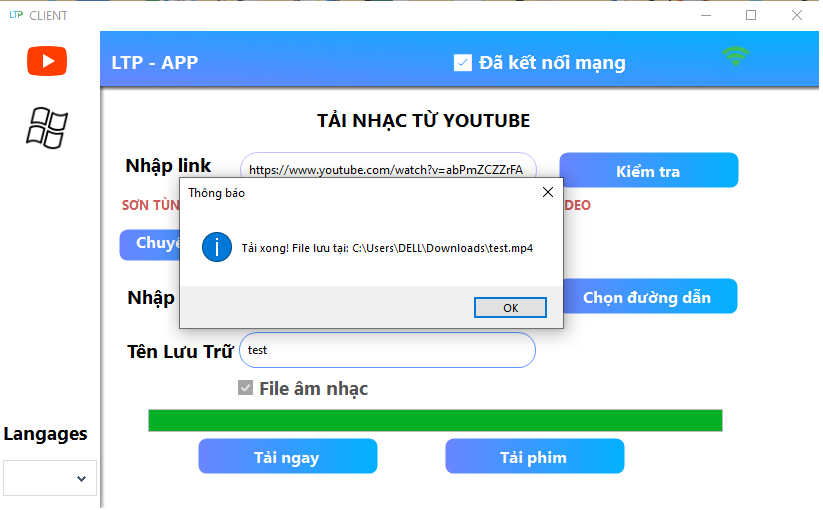 LTP CLIENT
LTP - APP
Đã kết nối mạng
TẢI NHẠC TỪ YOUTUBE
Nhập link
https://www.youtube.com/watch?v=abPmZCZZrFA
Kiểm tra
SƠN TÙN
DEO
Thông báo
Chuyể
Tải xong! File lưu tại: C:\Users\DELL\Downloads\test.mp4
OK
Nhập
Chọn đường dẫn
Tên Lưu Trữ
test
File âm nhạc
Langages
Tải ngay
Tải phim